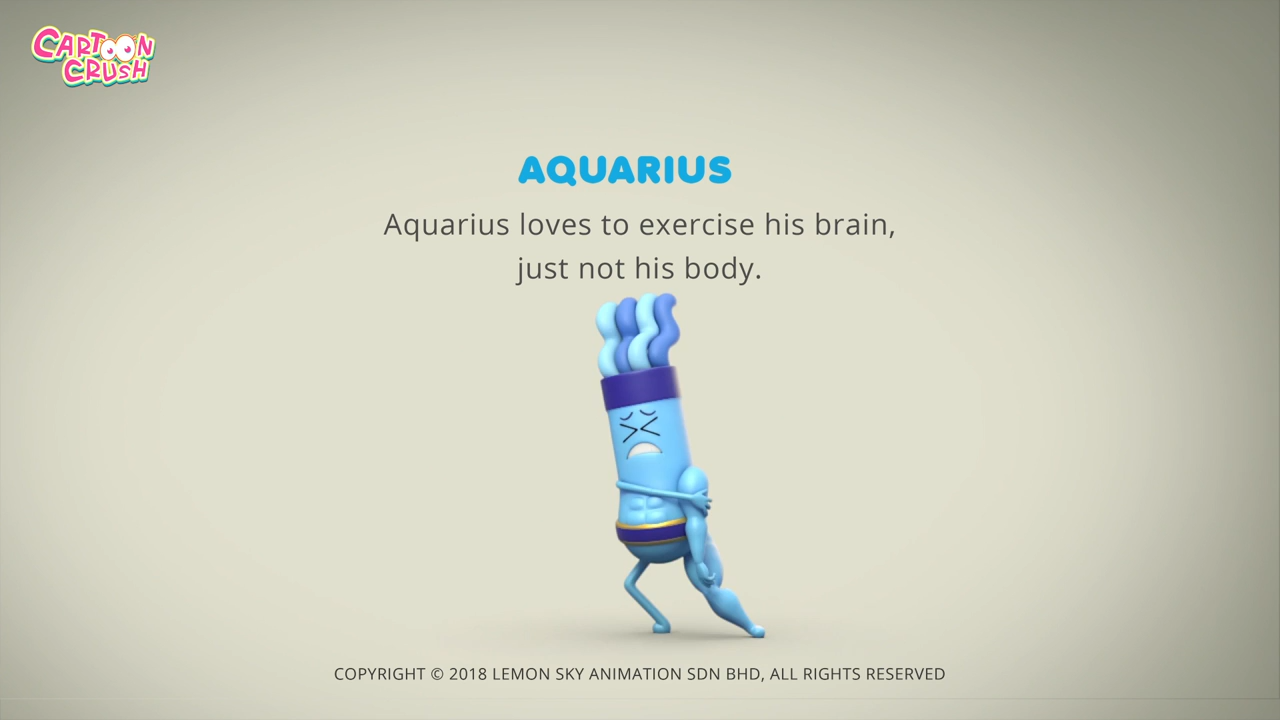 CARTOON
CRUSH
AQUARIUS
Aquarius loves to exercise his brain,
just not his body.
COPYRIGHT © 2018 LEMON SKY ANIMATION SDN BHD, ALL RIGHTS RESERVED